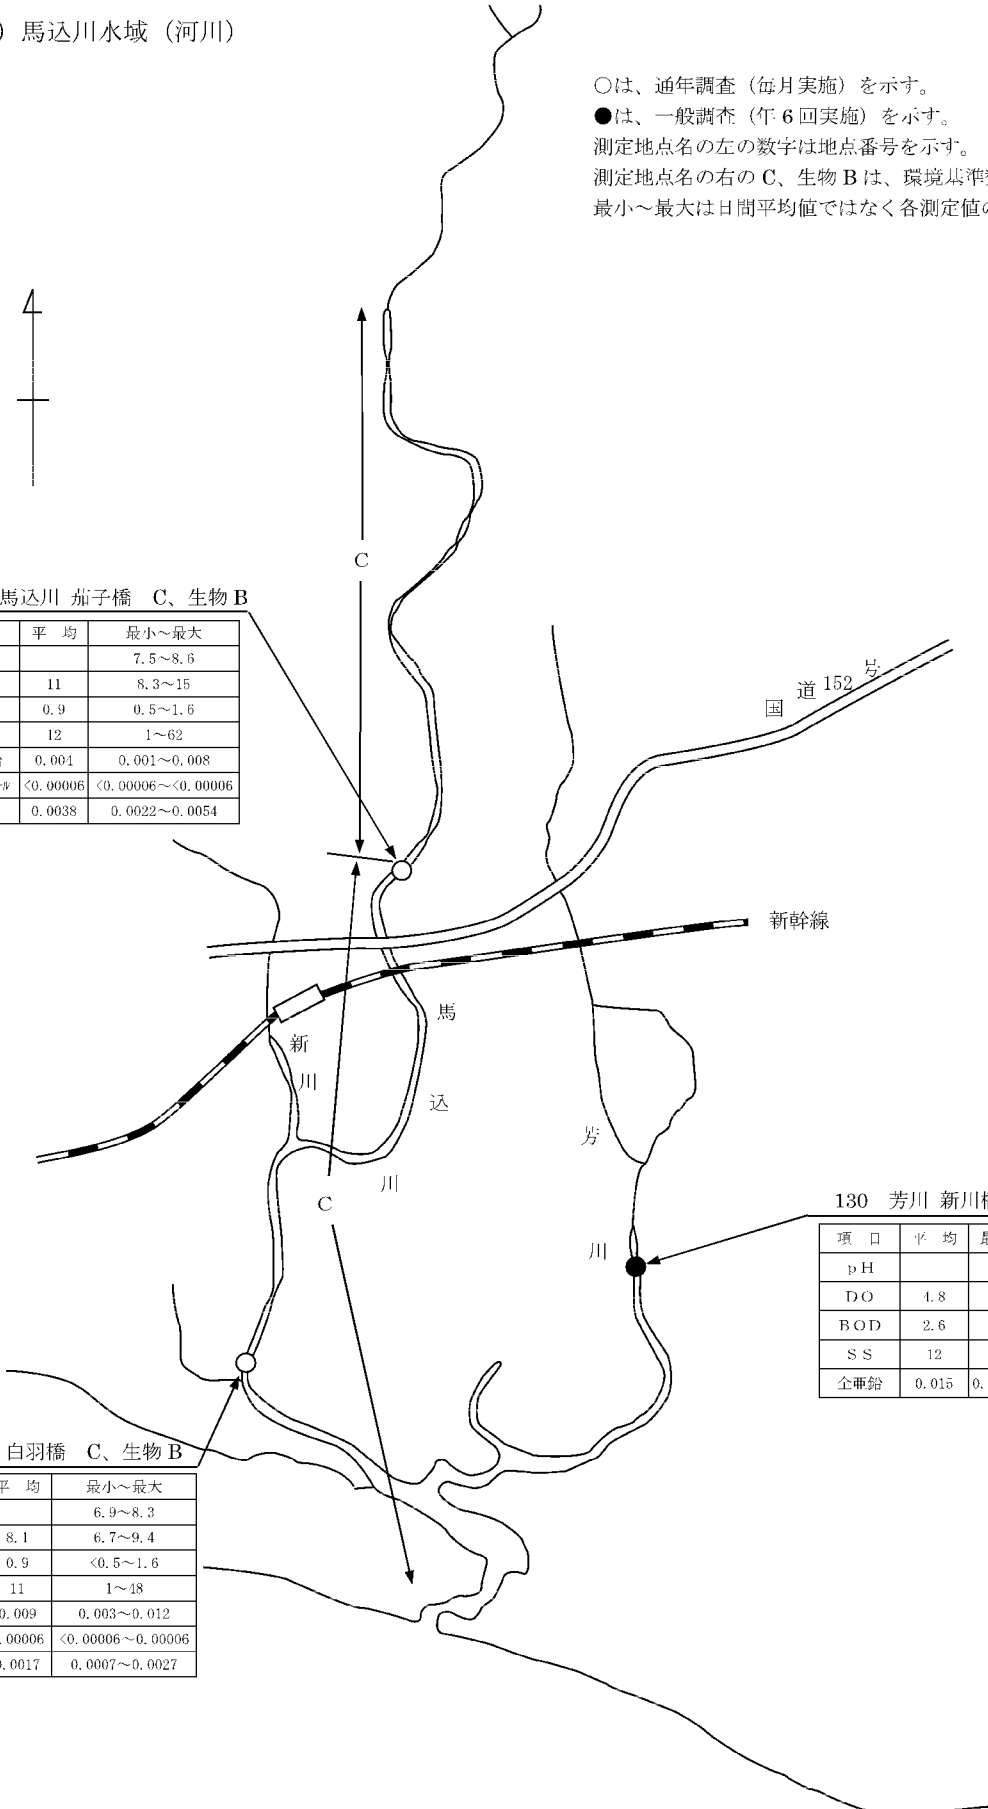 ）馬込川水域（河川）
○は、通年調査（毎月実施）を示す。
●は、一般調査（年6回実施）を示す。
測定地点名の左の数字は地点番号を示す。
測定地点名の右のC、生物Bは、環境基準
最小～最大は日間平均値ではなく各測定値の
C
馬込川 茄子橋　C、生物B
平　均　最小～最大
7.5～8.6
11　8.3～15
0.9　0.5～1.6
12　1～62
0.004　0.001～0.008
<0.00006　<0.00006～<0.00006
0.0038　0.0022～0.0054
国道152号
新幹線
馬込川
新川
芳川
C
130　芳川 新川橋
項　目　平　均
pH
DO　4.8
BOD　2.6
SS　12
全亜鉛　0.015　0.
白羽橋　C、生物B
平　均　最小～最大
6.9～8.3
8.1　6.7～9.4
0.9　<0.5～1.6
11　1～48
0.009　0.003～0.012
.00006　<0.00006～0.00006
0.0017　0.0007～0.0027